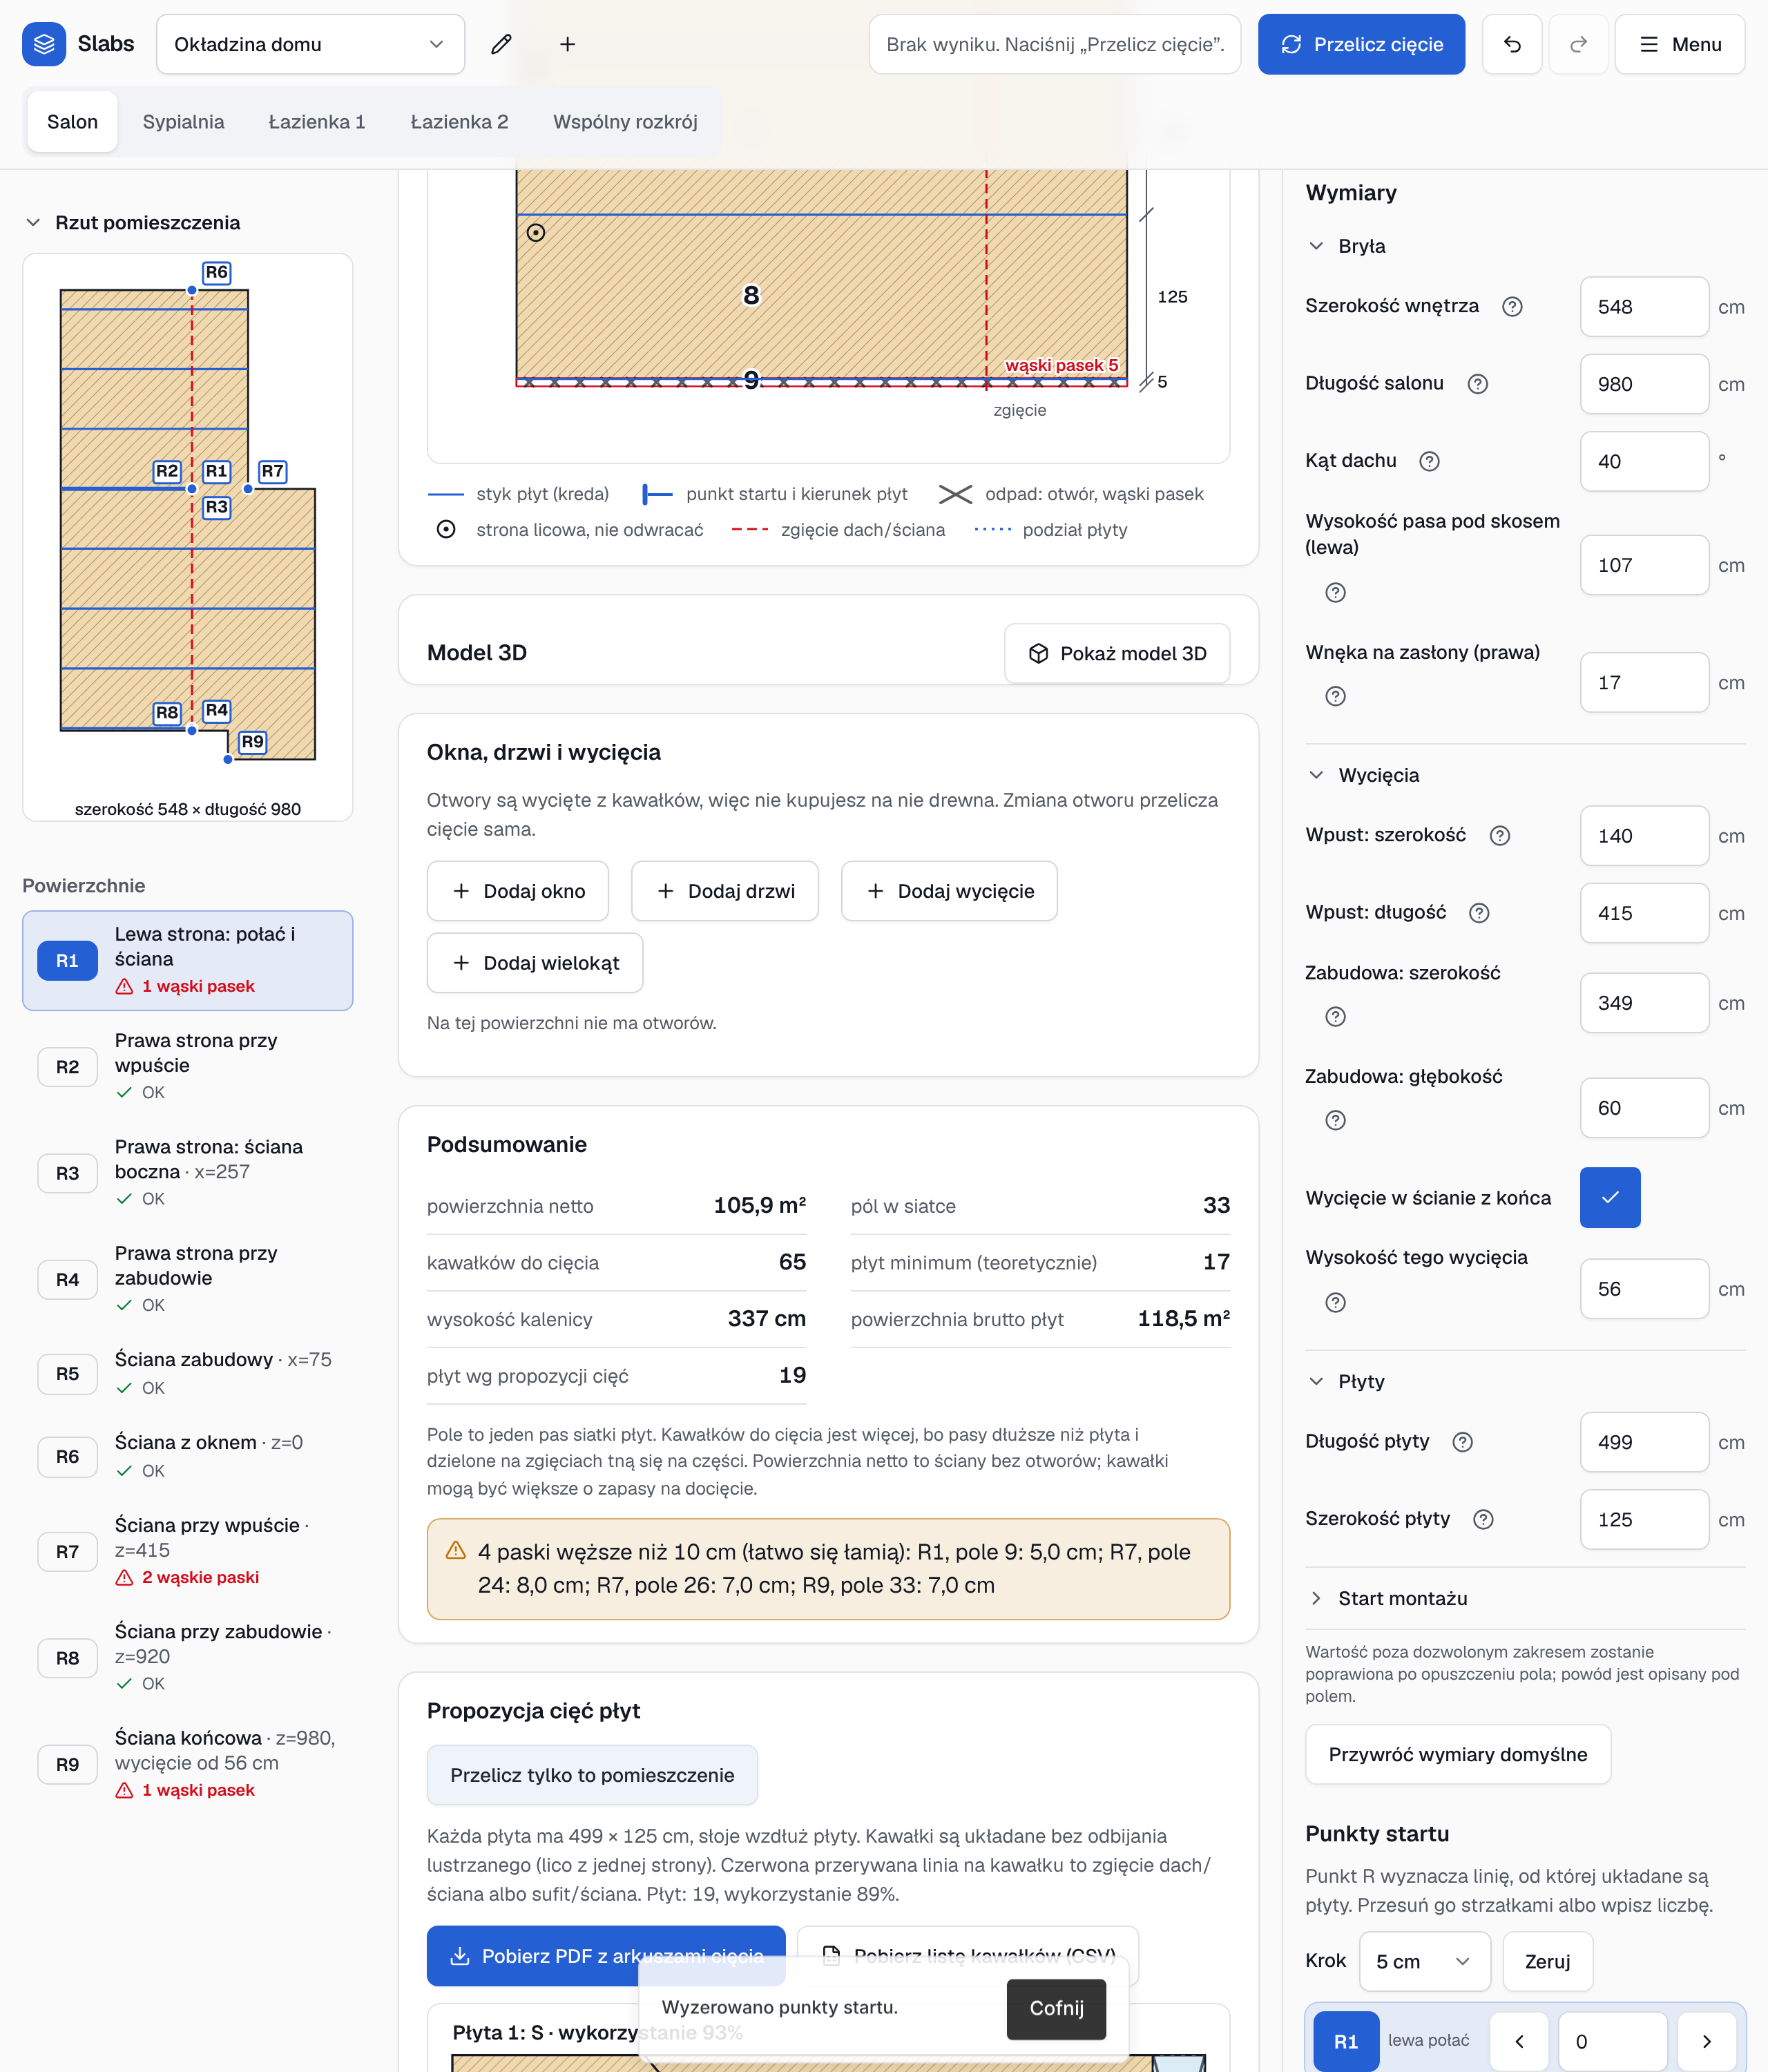 Slabs
Okładzina domu
Brak wyniku. Naciśnij „Przelicz cięcie”.
Przelicz cięcie
Menu
Salon
Sypialnia
Łazienka 1
Łazienka 2
Wspólny rozkrój
Rzut pomieszczenia
R6
R2
R1
R7
R3
R8
R4
R9
szerokość 548 × długość 980
Powierzchnie
R1
Lewa strona: połać i
ściana
1 wąski pasek
R2
Prawa strona przy
wpuście
OK
R3
Prawa strona: ściana
boczna · x=257
OK
R4
Prawa strona przy
zabudowie
OK
R5
Ściana zabudowy · x=75
OK
R6
Ściana z oknem · z=0
OK
R7
Ściana przy wpuście ·
z=415
2 wąskie paski
R8
Ściana przy zabudowie ·
z=920
OK
R9
Ściana końcowa · z=980,
wycięcie od 56 cm
1 wąski pasek
8
125
wąski pasek 5
9
5
zgięcie
styk płyt (kreda)
punkt startu i kierunek płyt
odpad: otwór, wąski pasek
strona licowa, nie odwracać
zgięcie dach/ściana
podział płyty
Model 3D
Pokaż model 3D
Okna, drzwi i wycięcia
Otwory są wycięte z kawałków, więc nie kupujesz na nie drewna. Zmiana otworu przelicza
cięcie sama.
Dodaj okno
Dodaj drzwi
Dodaj wycięcie
Dodaj wielokąt
Na tej powierzchni nie ma otworów.
Podsumowanie
powierzchnia netto 105,9 m²
pól w siatce 33
kawałków do cięcia 65
płyt minimum (teoretycznie) 17
wysokość kalenicy 337 cm
powierzchnia brutto płyt 118,5 m²
płyt wg propozycji cięć 19
Pole to jeden pas siatki płyt. Kawałków do cięcia jest więcej, bo pasy dłuższe niż płyta i
dzielone na zgięciach tną się na części. Powierzchnia netto to ściany bez otworów; kawałki
mogą być większe o zapasy na docięcie.
4 paski węższe niż 10 cm (łatwo się łamią): R1, pole 9: 5,0 cm; R7, pole
24: 8,0 cm; R7, pole 26: 7,0 cm; R9, pole 33: 7,0 cm
Propozycja cięć płyt
Przelicz tylko to pomieszczenie
Każda płyta ma 499 × 125 cm, słoje wzdłuż płyty. Kawałki są układane bez odbijania
lustrzanego (lico z jednej strony). Czerwona przerywana linia na kawałku to zgięcie dach/
ściana albo sufit/ściana. Płyt: 19, wykorzystanie 89%.
Pobierz PDF z arkuszami cięcia
Pobierz listę kawałków (CSV)
Wyzerowano punkty startu.
Cofnij
Płyta 1: S · wykorzystanie 93%
Wymiary
Bryła
Szerokość wnętrza 548 cm
Długość salonu 980 cm
Kąt dachu 40 °
Wysokość pasa pod skosem
(lewa)
107 cm
Wnęka na zasłony (prawa)
17 cm
Wycięcia
Wpust: szerokość 140 cm
Wpust: długość 415 cm
Zabudowa: szerokość
349 cm
Zabudowa: głębokość
60 cm
Wycięcie w ścianie z końca
Wysokość tego wycięcia
56 cm
Płyty
Długość płyty 499 cm
Szerokość płyty 125 cm
Start montażu
Wartość poza dozwolonym zakresem zostanie
poprawiona po opuszczeniu pola; powód jest opisany pod
polem.
Przywróć wymiary domyślne
Punkty startu
Punkt R wyznacza linię, od której układane są
płyty. Przesuń go strzałkami albo wpisz liczbę.
Krok
5 cm
Zeruj
R1
lewa połać
0